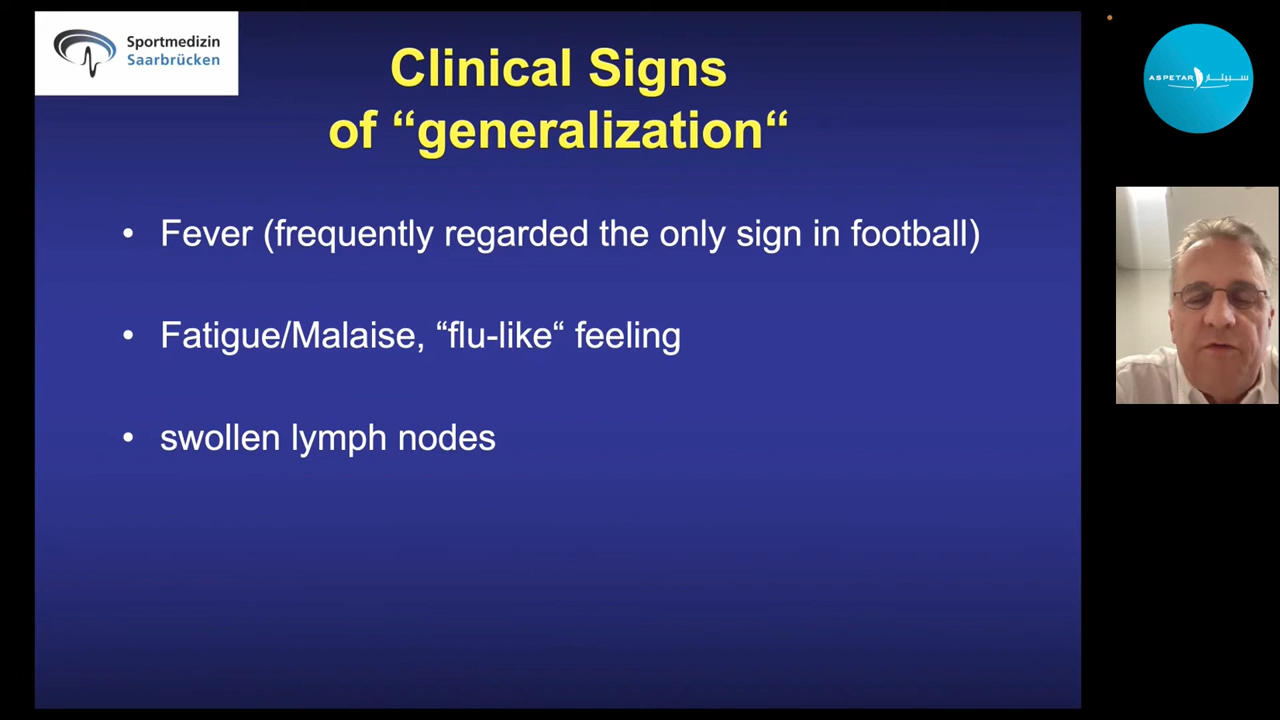 Sportmedizin
Saarbrücken
Clinical Signs
of “generalization“
• Fever (frequently regarded the only sign in football)
• Fatigue/Malaise, “flu-like“ feeling
• swollen lymph nodes
ASPETAR سبيتار